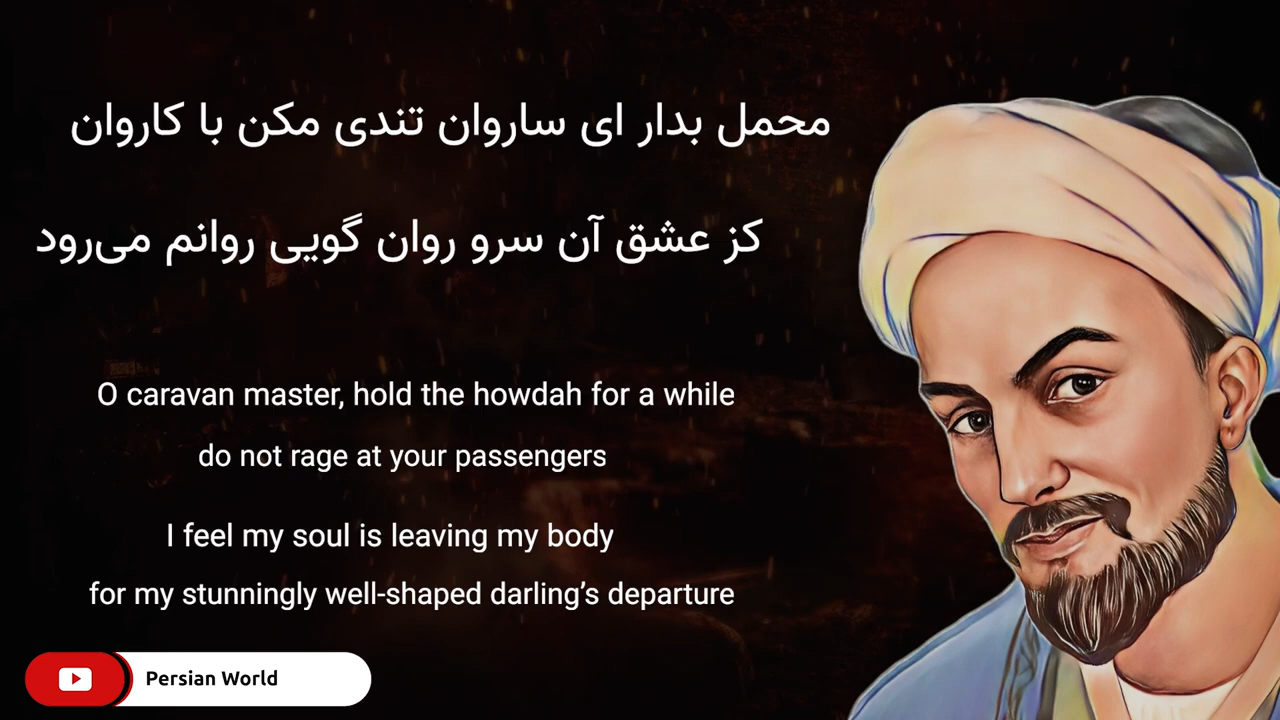 محمل بدار ای ساروان تندی مکن با کاروان
کز عشق آن سرو روان گویی روانم می‌رود
O caravan master, hold the howdah for a while
do not rage at your passengers
I feel my soul is leaving my body
for my stunningly well-shaped darling’s departure
Persian World